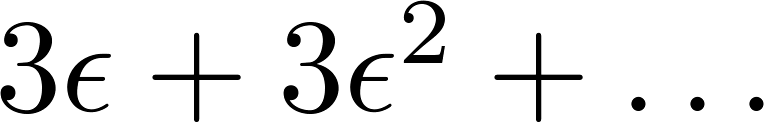 3ϵ + 3ϵ² + . . .